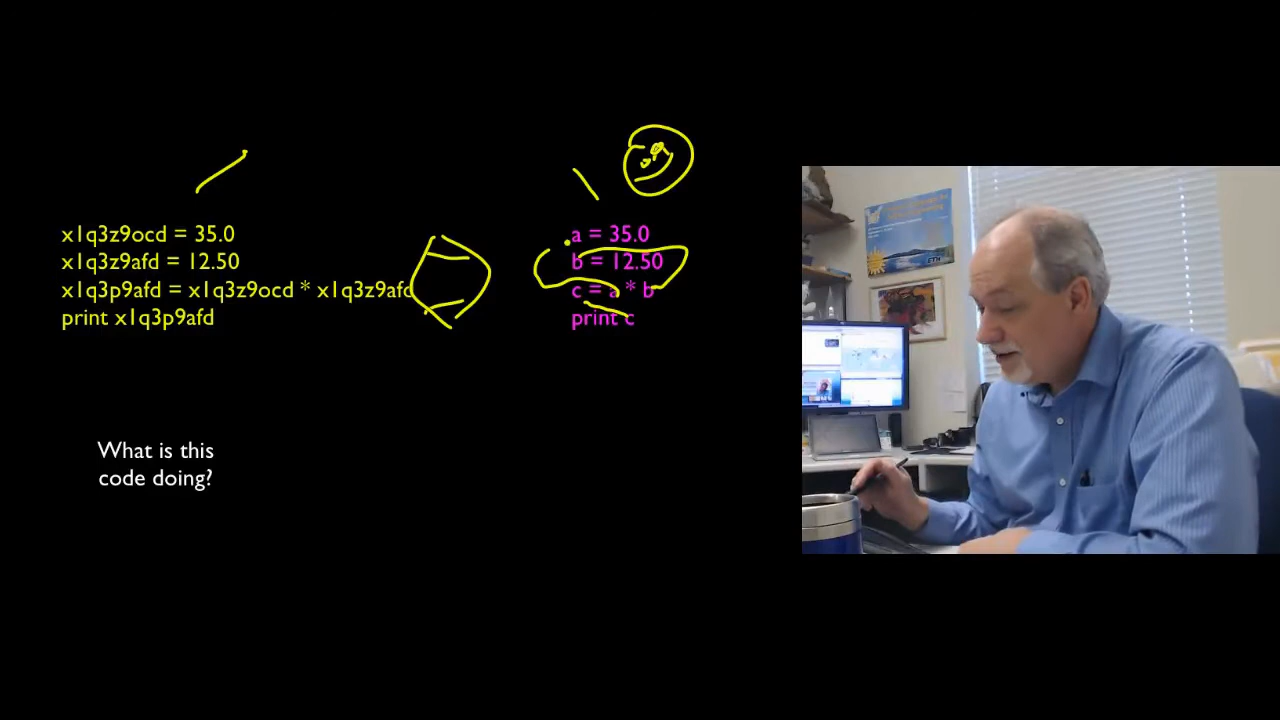 x1q3z9ocd = 35.0
x1q3z9afd = 12.50
x1q3p9afd = x1q3z9ocd * x1q3z9afd
print x1q3p9afd
a = 35.0
b = 12.50
c = a * b
print c
What is this
code doing?